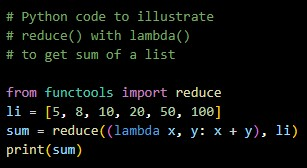 # Python code to illustrate
# reduce() with lambda()
# to get sum of a list
from functools import reduce
li = [5, 8, 10, 20, 50, 100]
sum = reduce((lambda x, y: x + y), li)
print(sum)